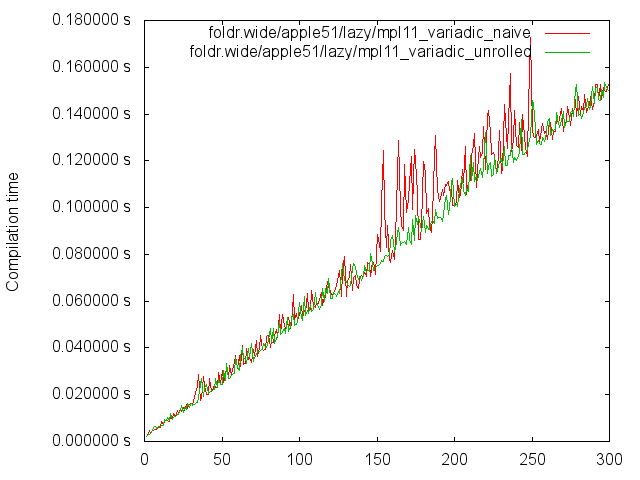 0.180000 s
foldr.wide/apple51/lazy/mpl11_variadic_naive
foldr.wide/apple51/lazy/mpl11_variadic_unrolled
0.160000 s
0.140000 s
0.120000 s
0.100000 s
Compilation time
0.080000 s
0.060000 s
0.040000 s
0.020000 s
0.000000 s
0 50 100 150 200 250 300